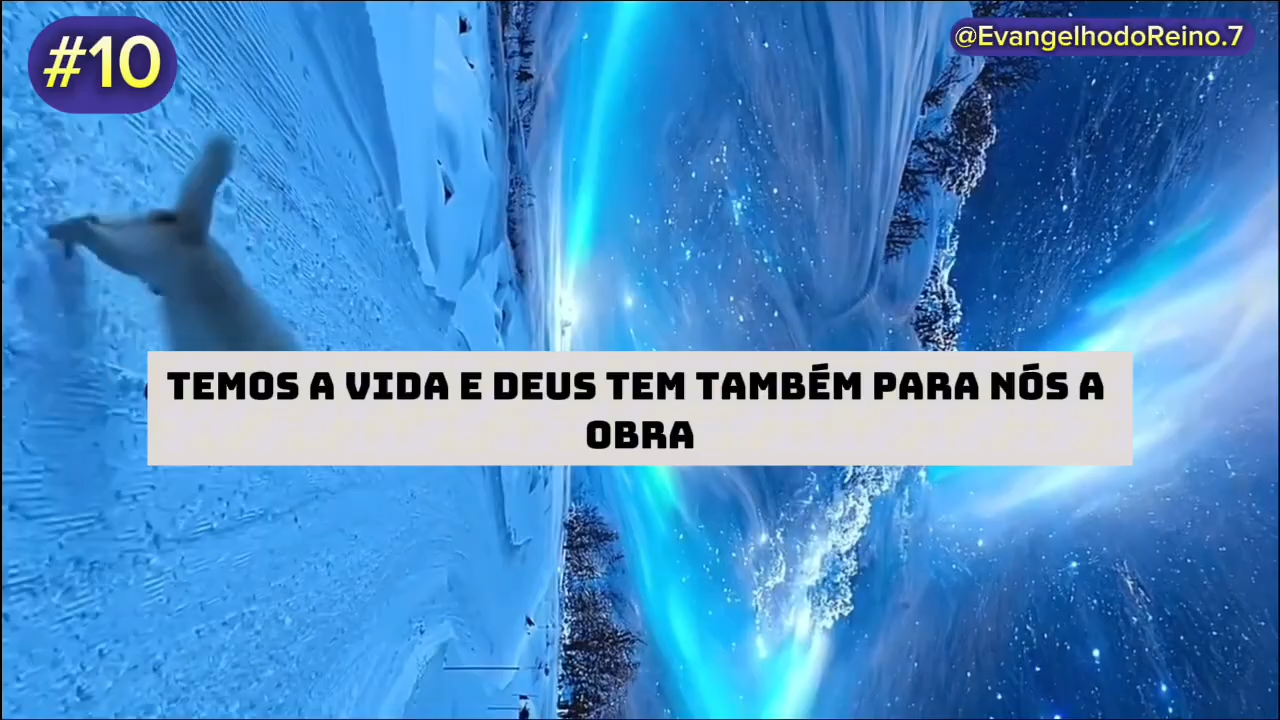 #10
@EvangelhodoReino.7
TEMOS A VIDA E DEUS TEM TAMBÉM PARA NÓS A
OBRA